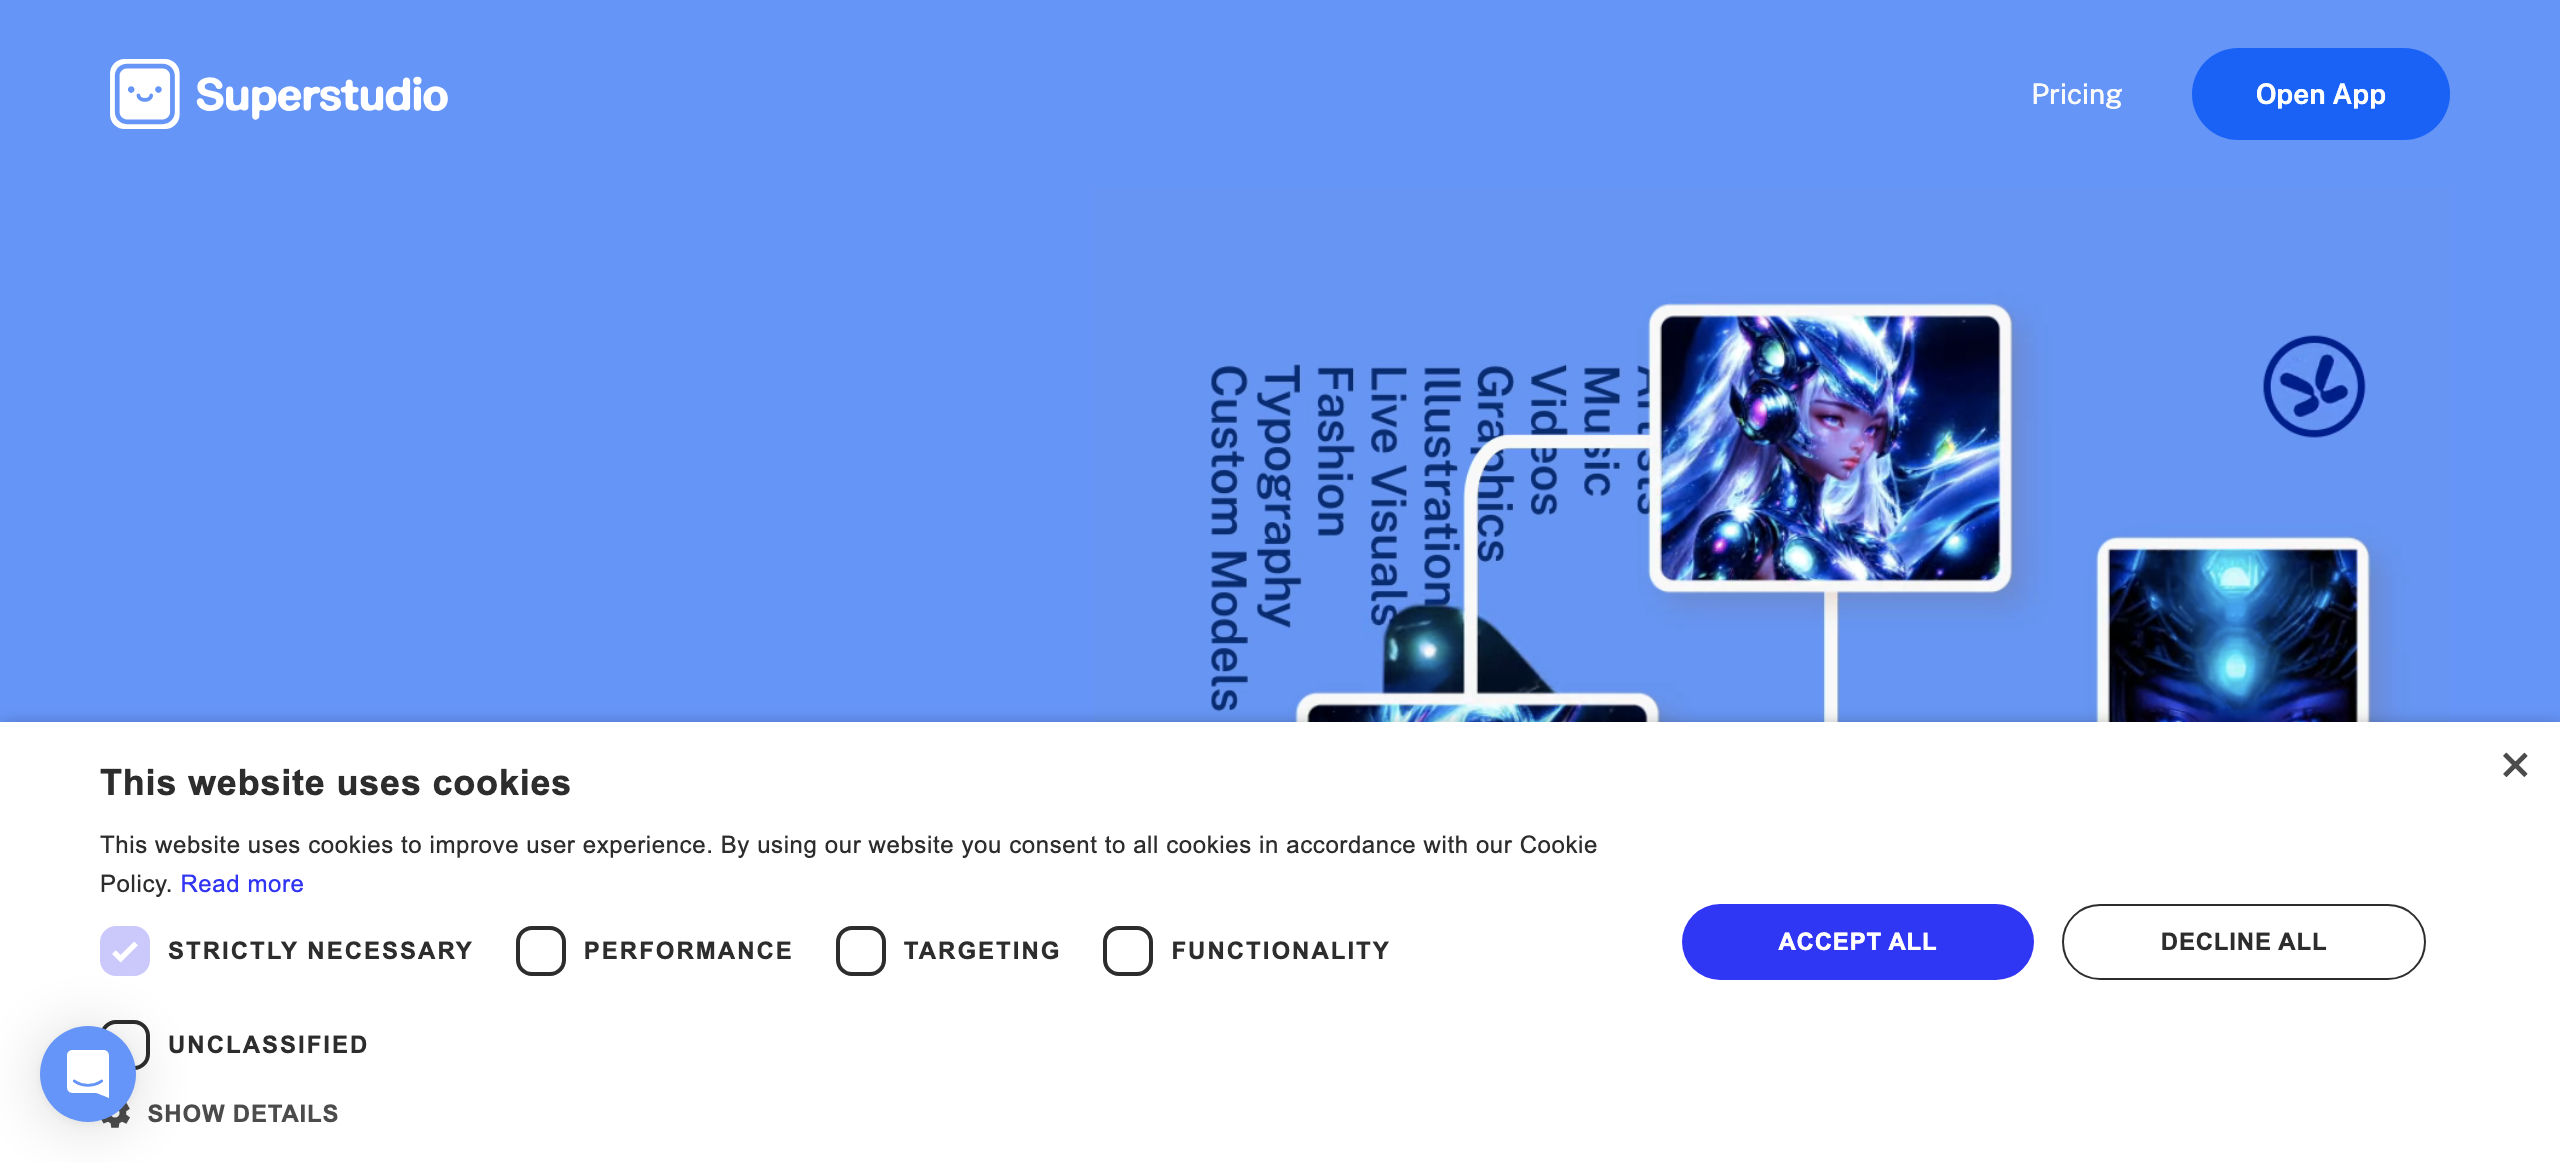 Superstudio
Pricing
Open App
Artists
Music
Videos
Graphics
Illustration
Live Visuals
Fashion
Typography
Custom Models
This website uses cookies
This website uses cookies to improve user experience. By using our website you consent to all cookies in accordance with our Cookie
Policy. Read more
STRICTLY NECESSARY
PERFORMANCE
TARGETING
FUNCTIONALITY
UNCLASSIFIED
SHOW DETAILS
ACCEPT ALL
DECLINE ALL